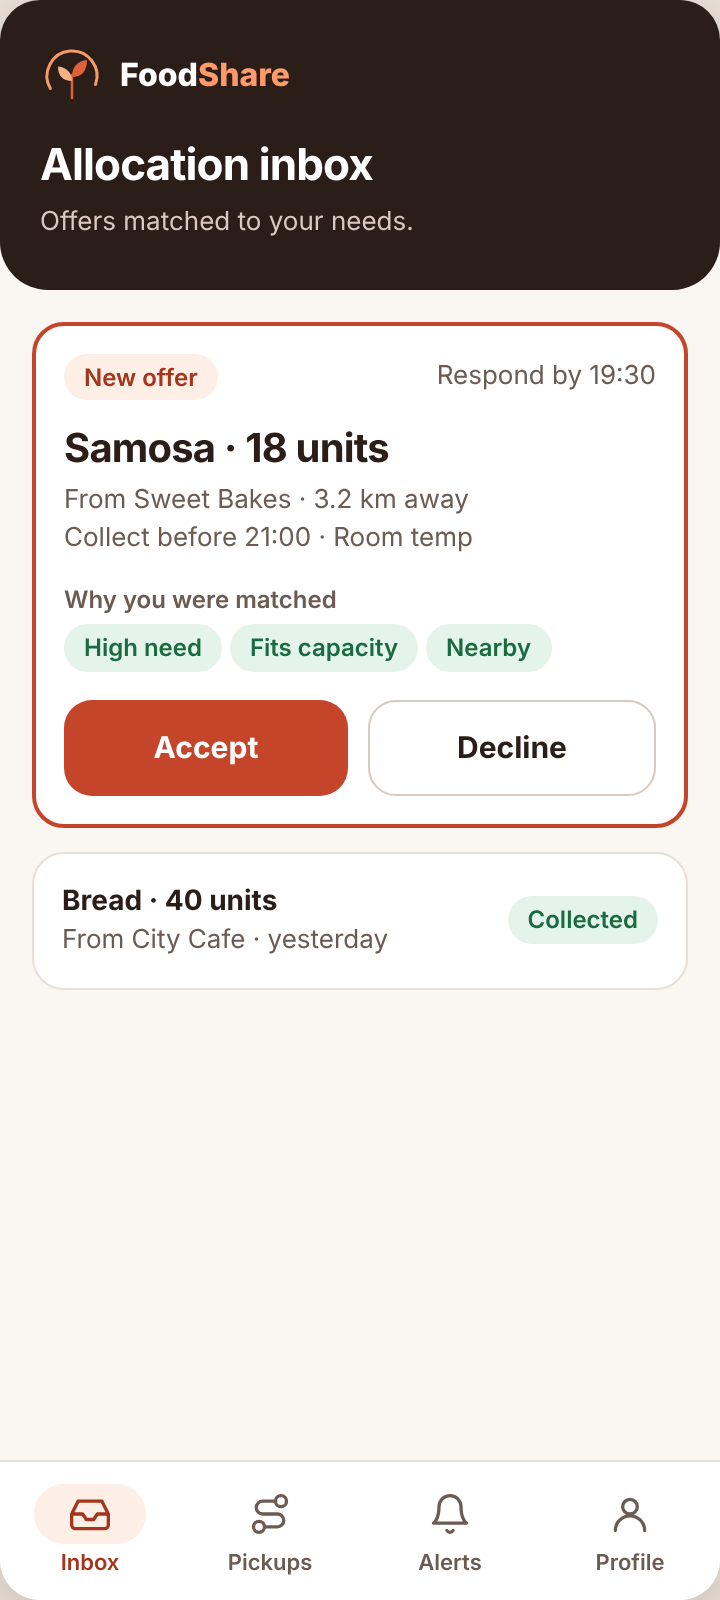 FoodShare
Allocation inbox
Offers matched to your needs.
New offer
Respond by 19:30
Samosa · 18 units
From Sweet Bakes · 3.2 km away
Collect before 21:00 · Room temp
Why you were matched
High need
Fits capacity
Nearby
Accept
Decline
Bread · 40 units
From City Cafe · yesterday
Collected
Inbox
Pickups
Alerts
Profile